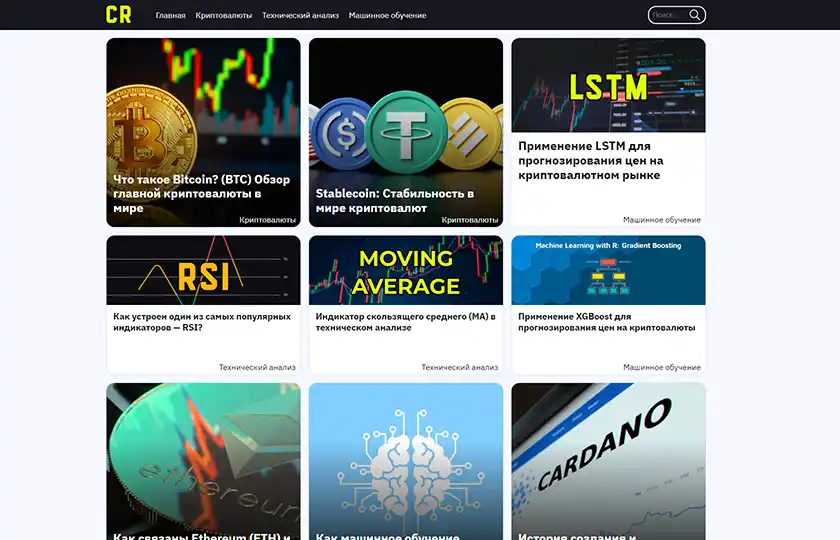 CR
Главная Криптовалюты Технический анализ Машинное обучение
Поиск...
Что такое Bitcoin? (BTC) Обзор
главной криптовалюты в
мире
Криптовалюты
Stablecoin: Стабильность в
мире криптовалют
Криптовалюты
LSTM
Применение LSTM для
прогнозирования цен на
криптовалютном рынке
Машинное обучение
RSI
Как устроен один из самых популярных
индикаторов — RSI?
Технический анализ
MOVING
AVERAGE
Индикатор скользящего среднего (MA) в
техническом анализе
Технический анализ
Machine Learning with R: Gradient Boosting
Применение XGBoost для
прогнозирования цен на криптовалюты
Машинное обучение
ethereum
Как связаны Ethereum (ETH) и
Как машинное обучение
CARDANO
История создания и